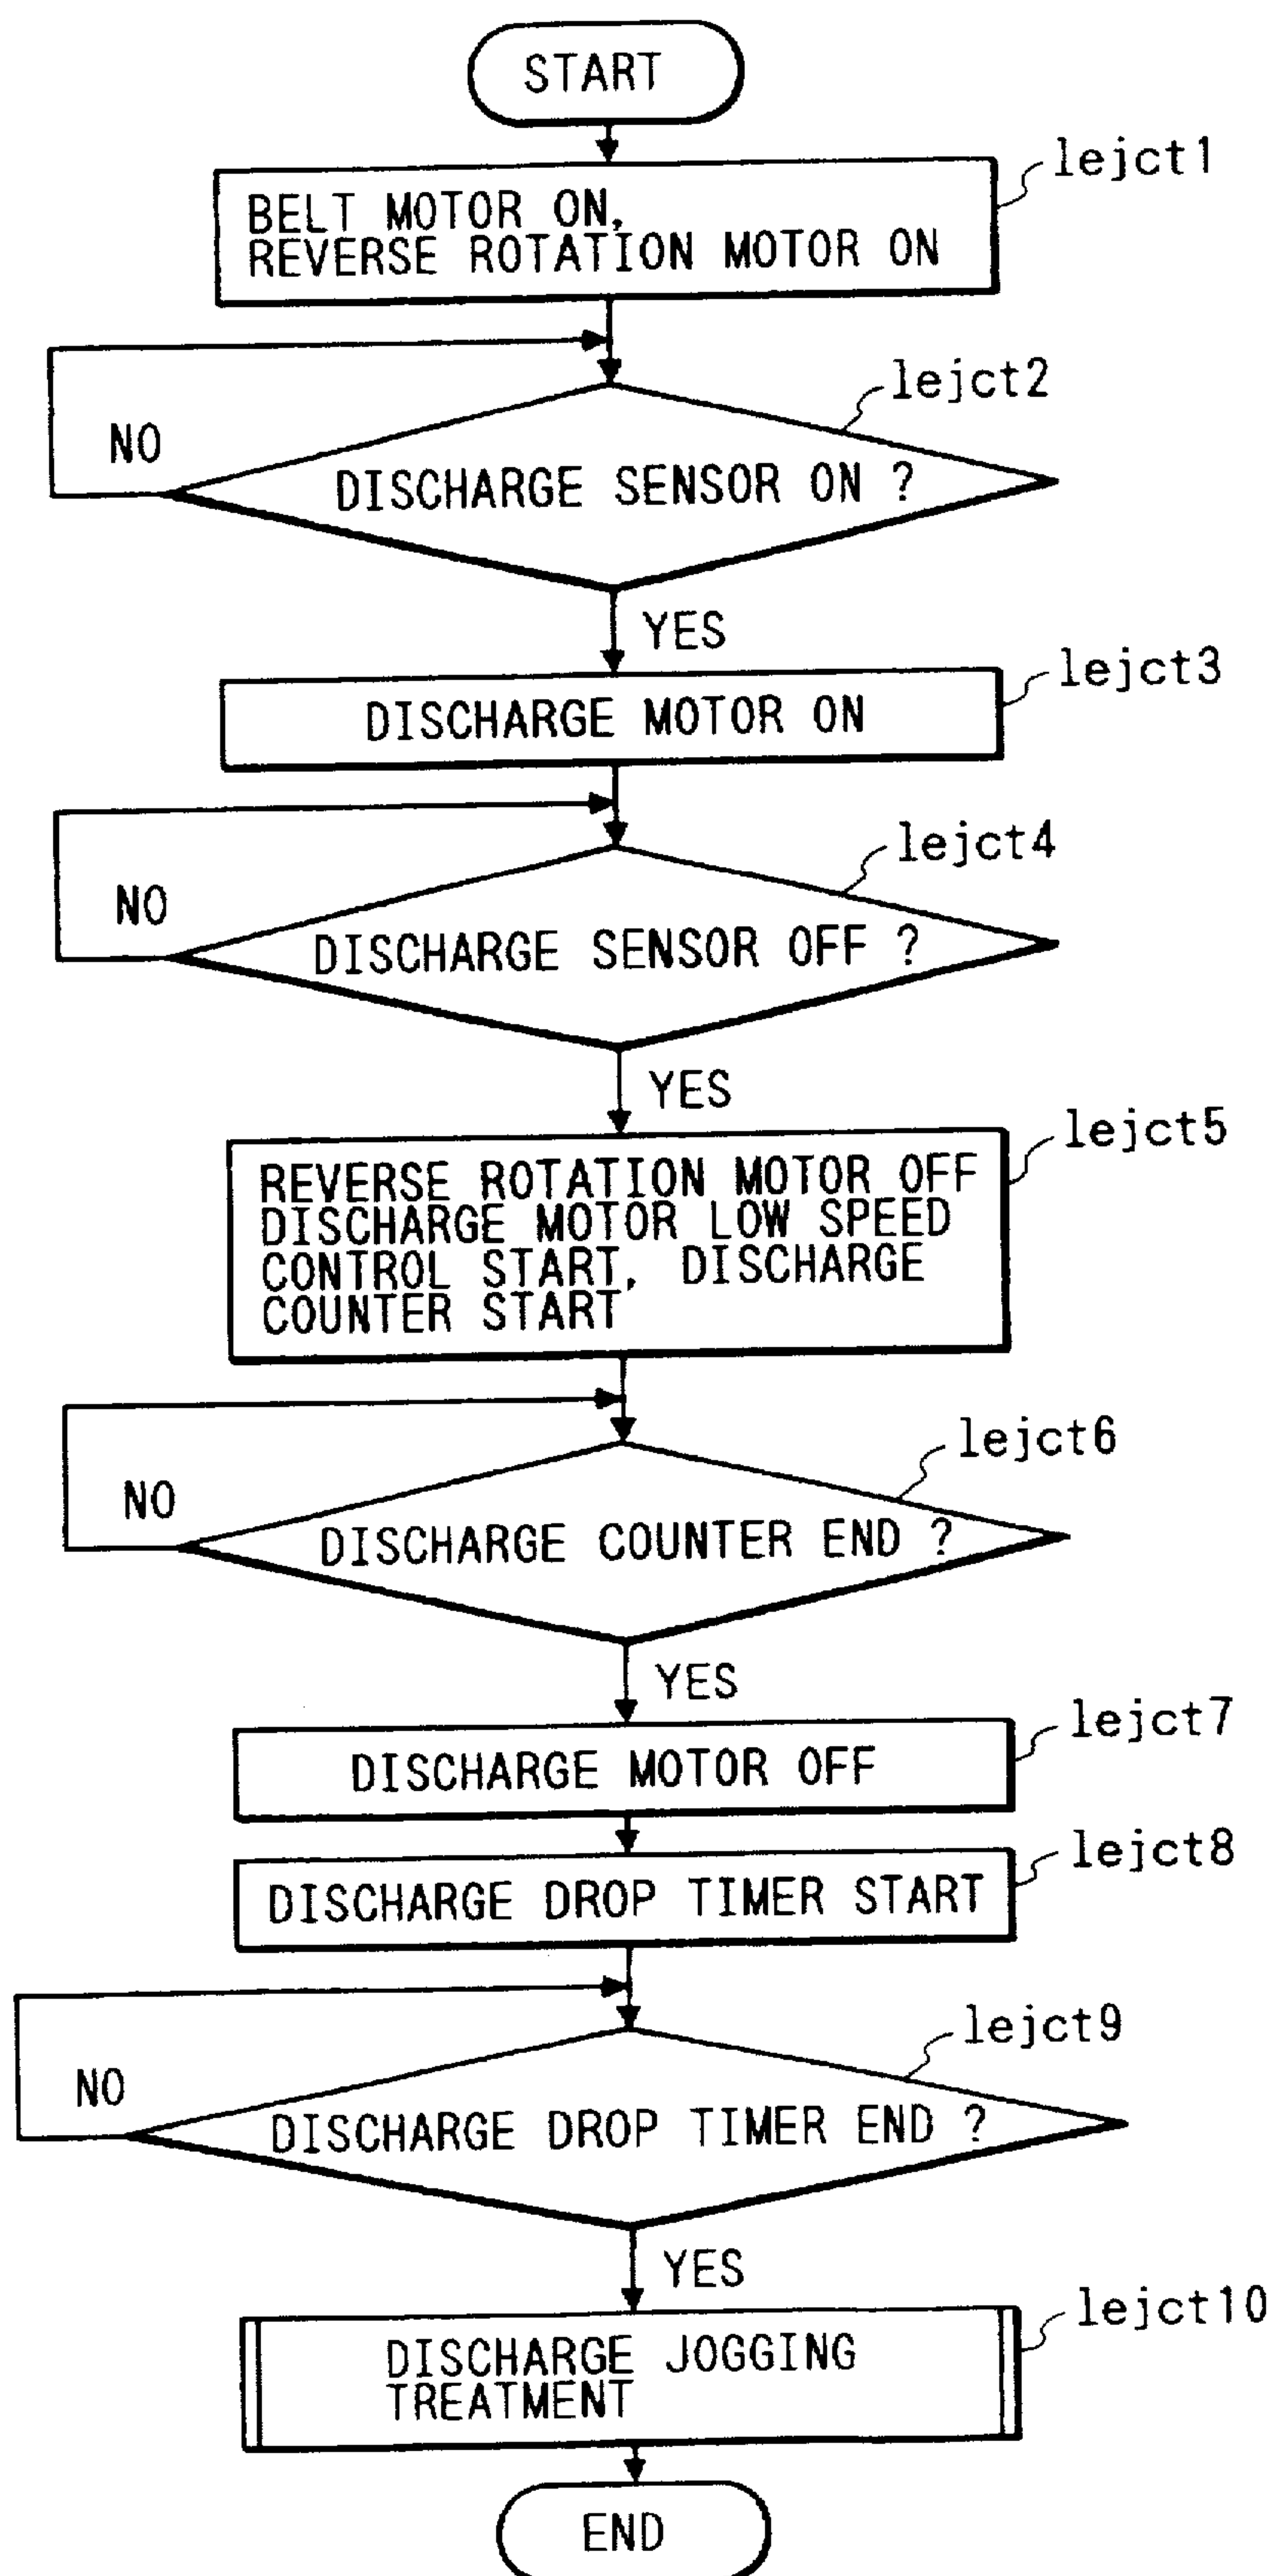 START
lejct1
BELT MOTOR ON,
REVERSE ROTATION MOTOR ON
lejct2
NO
DISCHARGE SENSOR ON ?
YES
lejct3
DISCHARGE MOTOR ON
lejct4
NO
DISCHARGE SENSOR OFF ?
YES
lejct5
REVERSE ROTATION MOTOR OFF
DISCHARGE MOTOR LOW SPEED
CONTROL START, DISCHARGE
COUNTER START
lejct6
NO
DISCHARGE COUNTER END ?
YES
lejct7
DISCHARGE MOTOR OFF
lejct8
DISCHARGE DROP TIMER START
lejct9
NO
DISCHARGE DROP TIMER END ?
YES
lejct10
DISCHARGE JOGGING
TREATMENT
END